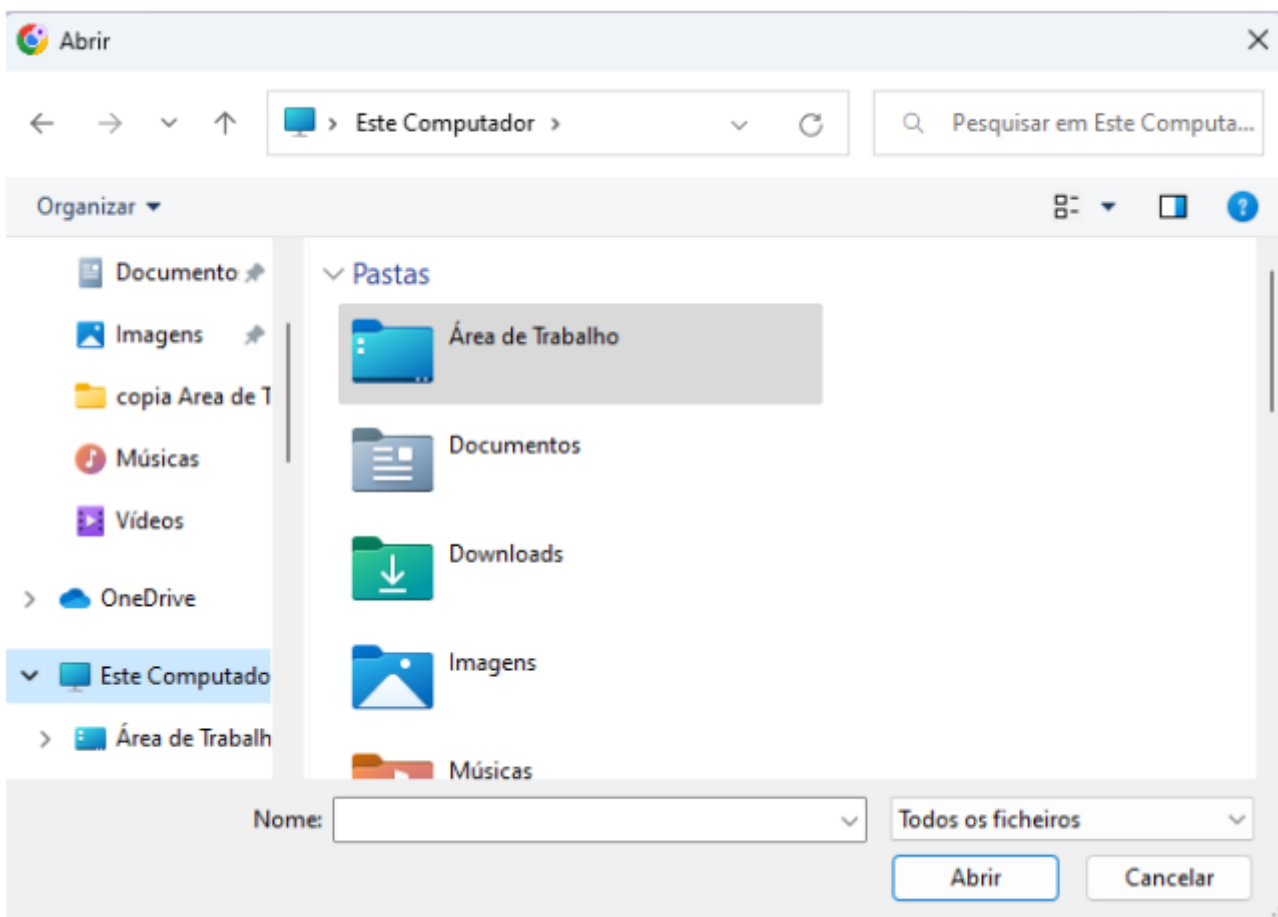 Abrir
Este Computador
Pesquisar em Este Computa...
Organizar
Documento
Imagens
copia Area de T
Músicas
Vídeos
OneDrive
Este Computado
Área de Trabalh
Pastas
Área de Trabalho
Documentos
Downloads
Imagens
Músicas
Nome:
Todos os ficheiros
Abrir
Cancelar